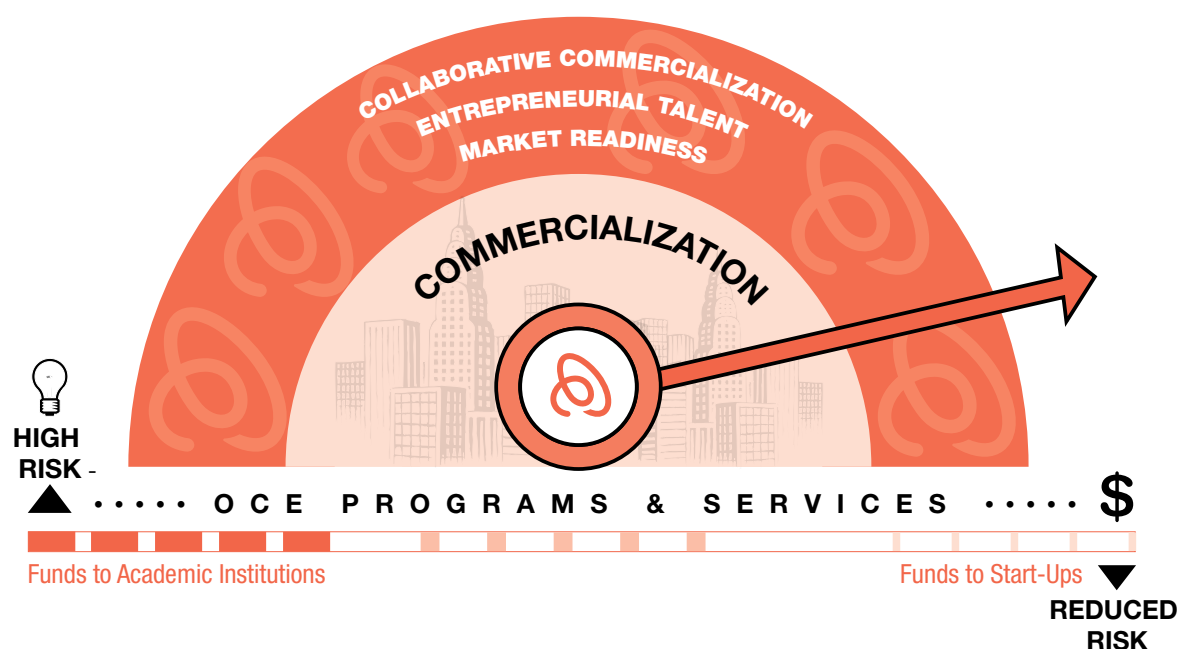 COLLABORATIVE COMMERCIALIZATION
ENTREPRENEURIAL TALENT
MARKET READINESS
COMMERCIALIZATION
HIGH
RISK -
..... OCE PROGRAMS & SERVICES ..... $
Funds to Academic Institutions
Funds to Start-Ups
REDUCED
RISK